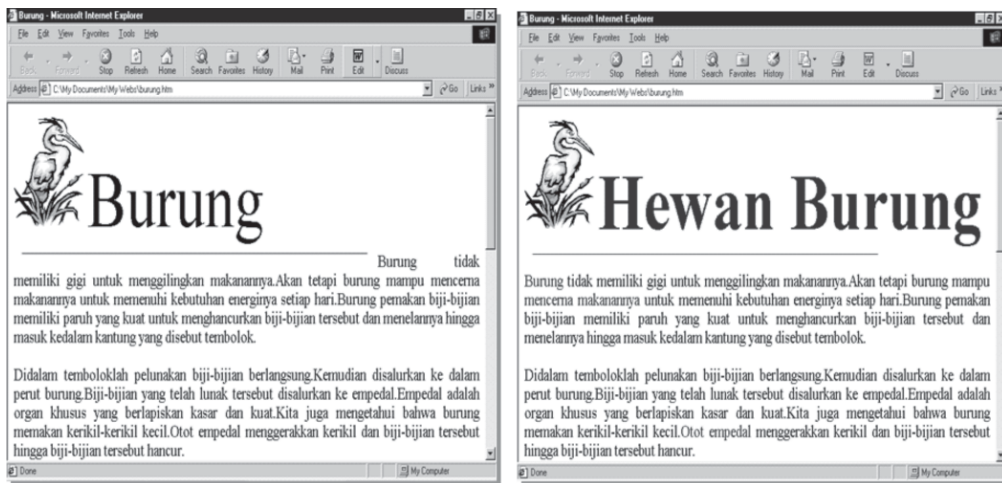 Burung - Microsoft Internet Explorer
File Edit View Favorites Tools Help
Back Forward Stop Refresh Home Search Favorites History Mail Print Edit Discuss
Address C:\My Documents\My Webs\burung.htm Go Links »
Burung
Burung tidak
memiliki gigi untuk menggilingkan makanannya.Akan tetapi burung mampu mencerna
makanannya untuk memenuhi kebutuhan energinya setiap hari.Burung pemakan biji-bijian
memiliki paruh yang kuat untuk menghancurkan biji-bijian tersebut dan menelannya hingga
masuk kedalam kantung yang disebut tembolok.
Didalam temboloklah pelunakan biji-bijian berlangsung.Kemudian disalurkan ke dalam
perut burung.Biji-bijian yang telah lunak tersebut disalurkan ke empedal.Empedal adalah
organ khusus yang berlapiskan kasar dan kuat.Kita juga mengetahui bahwa burung
memakan kerikil-kerikil kecil.Otot empedal menggerakkan kerikil dan biji-bijian tersebut
hingga biji-bijian tersebut hancur.
Done My Computer
Burung - Microsoft Internet Explorer
File Edit View Favorites Tools Help
Back Forward Stop Refresh Home Search Favorites History Mail Print Edit Discuss
Address C:\My Documents\My Webs\burung.htm Go Links »
Hewan Burung
Burung tidak memiliki gigi untuk menggilingkan makanannya.Akan tetapi burung mampu
mencerna makanannya untuk memenuhi kebutuhan energinya setiap hari.Burung pemakan
biji-bijian memiliki paruh yang kuat untuk menghancurkan biji-bijian tersebut dan
menelannya hingga masuk kedalam kantung yang disebut tembolok.
Didalam temboloklah pelunakan biji-bijian berlangsung.Kemudian disalurkan ke dalam
perut burung.Biji-bijian yang telah lunak tersebut disalurkan ke empedal.Empedal adalah
organ khusus yang berlapiskan kasar dan kuat.Kita juga mengetahui bahwa burung
memakan kerikil-kerikil kecil.Otot empedal menggerakkan kerikil dan biji-bijian tersebut
hingga biji-bijian tersebut hancur.
Done My Computer